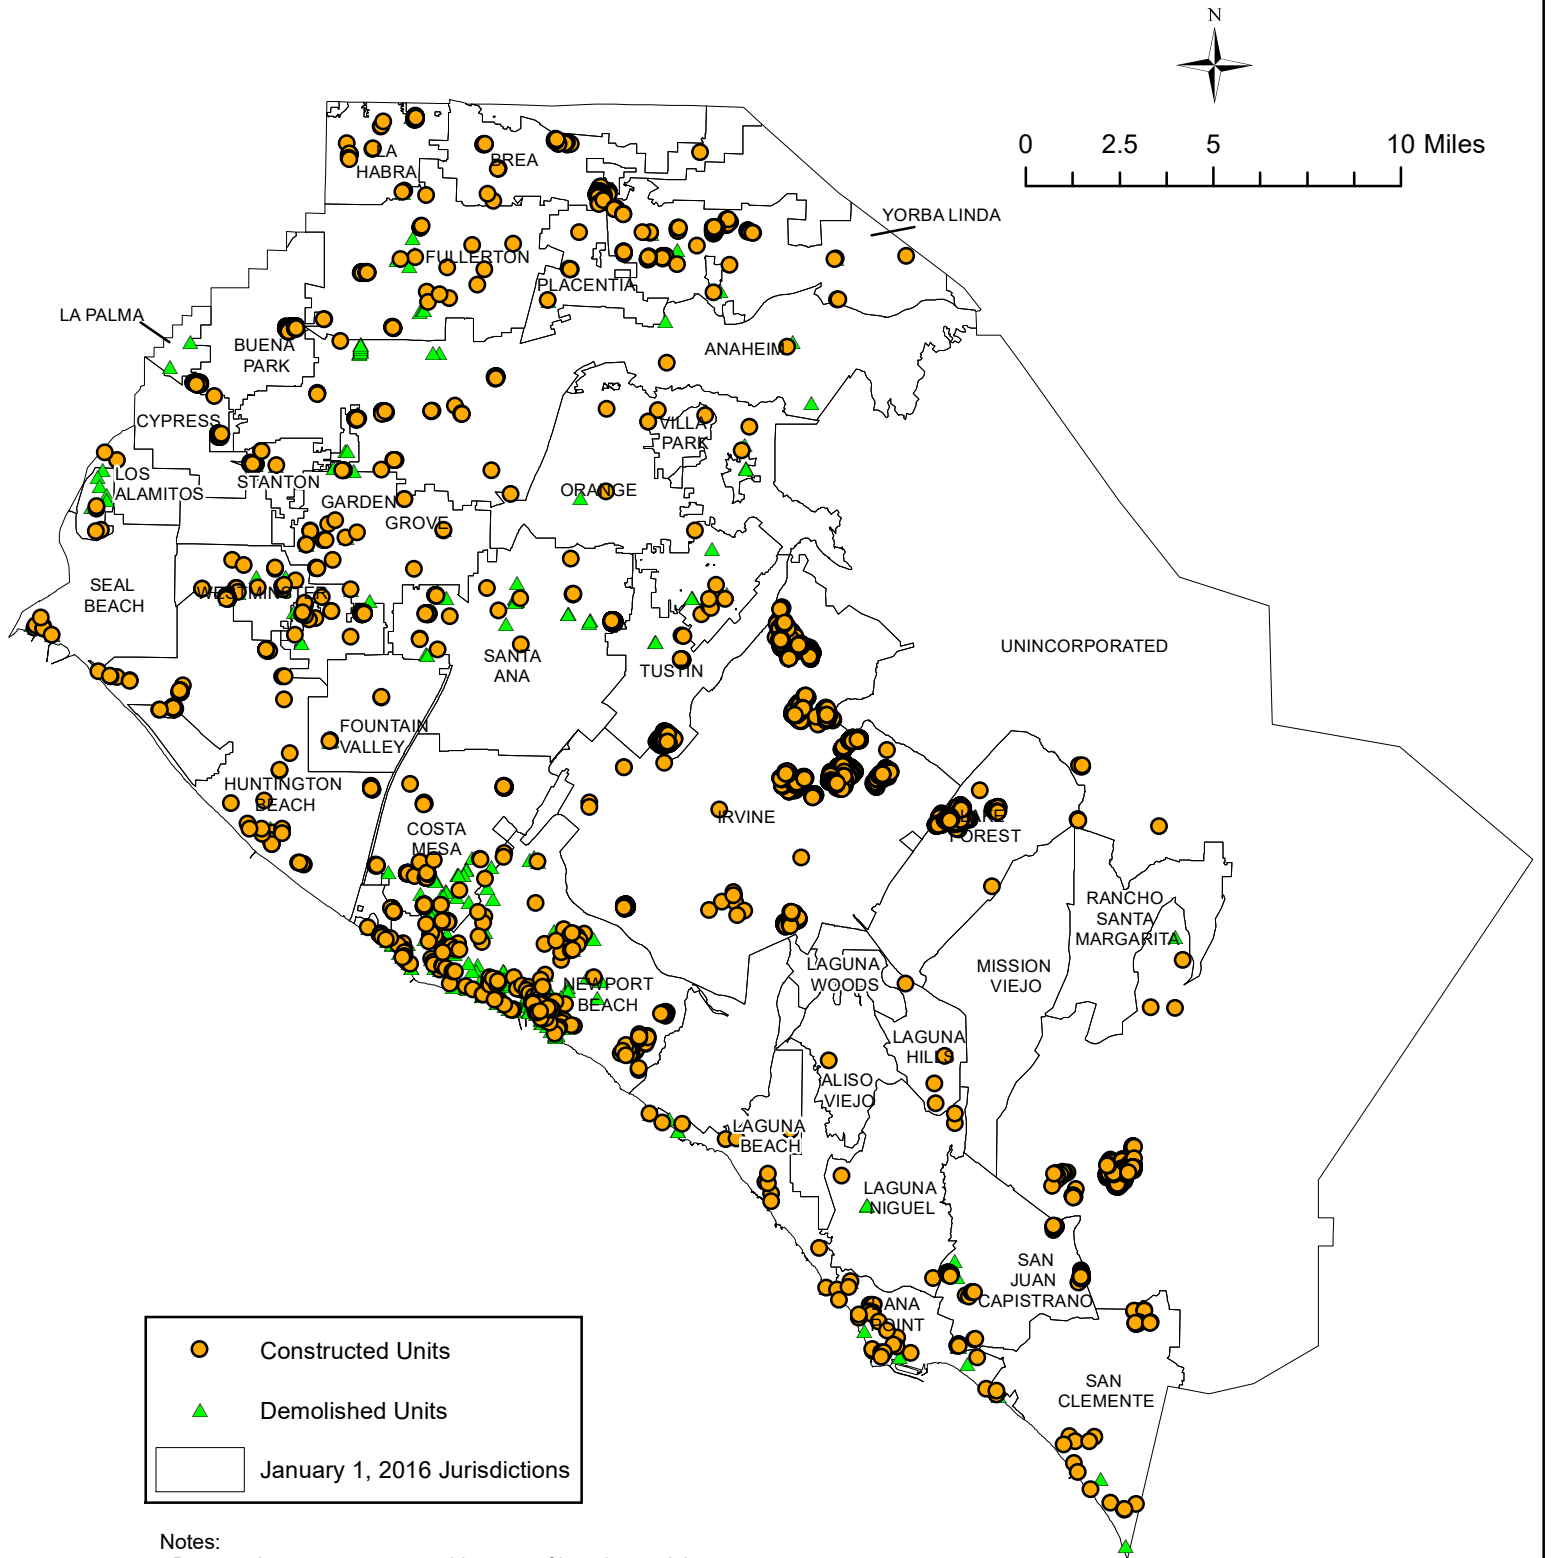 N
0 2.5 5 10 Miles
YORBA LINDA
LA
HABRA
BREA
FULLERTON
PLACENTIA
LA PALMA
BUENA
PARK
ANAHEIM
CYPRESS
VILLA
PARK
LOS
ALAMITOS
STANTON
ORANGE
GARDEN
GROVE
SEAL
BEACH
WESTMINSTER
UNINCORPORATED
SANTA
ANA
TUSTIN
FOUNTAIN
VALLEY
HUNTINGTON
BEACH
IRVINE
LAKE
FOREST
COSTA
MESA
RANCHO
SANTA
MARGARITA
LAGUNA
WOODS
MISSION
VIEJO
NEWPORT
BEACH
LAGUNA
HILLS
ALISO
VIEJO
LAGUNA
BEACH
LAGUNA
NIGUEL
SAN
JUAN
CAPISTRANO
DANA
POINT
SAN
CLEMENTE
Constructed Units
Demolished Units
January 1, 2016 Jurisdictions
Notes: